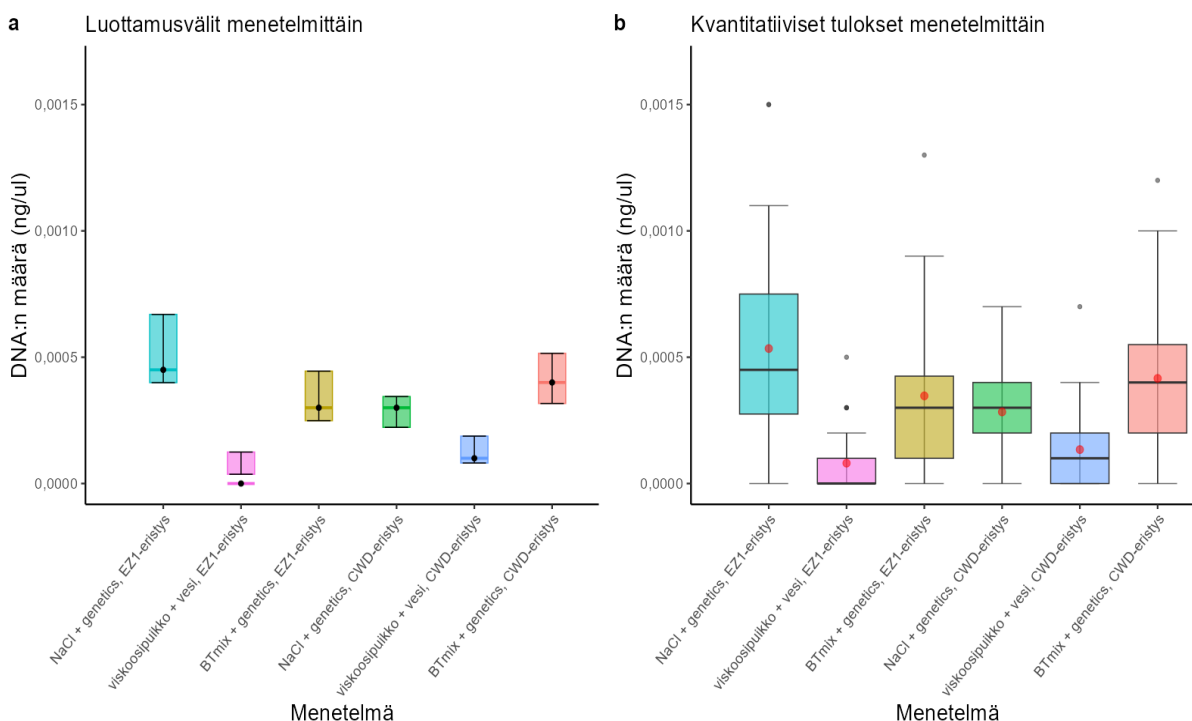 a
Luottamusvälit menetelmittäin
DNA:n määrä (ng/ul)
0,0015
0,0010
0,0005
0,0000
NaCl + genetics, EZ1-eristys
viskoosipuikko + vesi, EZ1-eristys
BTmix + genetics, EZ1-eristys
NaCl + genetics, CWD-eristys
viskoosipuikko + vesi, CWD-eristys
BTmix + genetics, CWD-eristys
Menetelmä
b
Kvantitatiiviset tulokset menetelmittäin
DNA:n määrä (ng/ul)
0,0015
0,0010
0,0005
0,0000
NaCl + genetics, EZ1-eristys
viskoosipuikko + vesi, EZ1-eristys
BTmix + genetics, EZ1-eristys
NaCl + genetics, CWD-eristys
viskoosipuikko + vesi, CWD-eristys
BTmix + genetics, CWD-eristys
Menetelmä